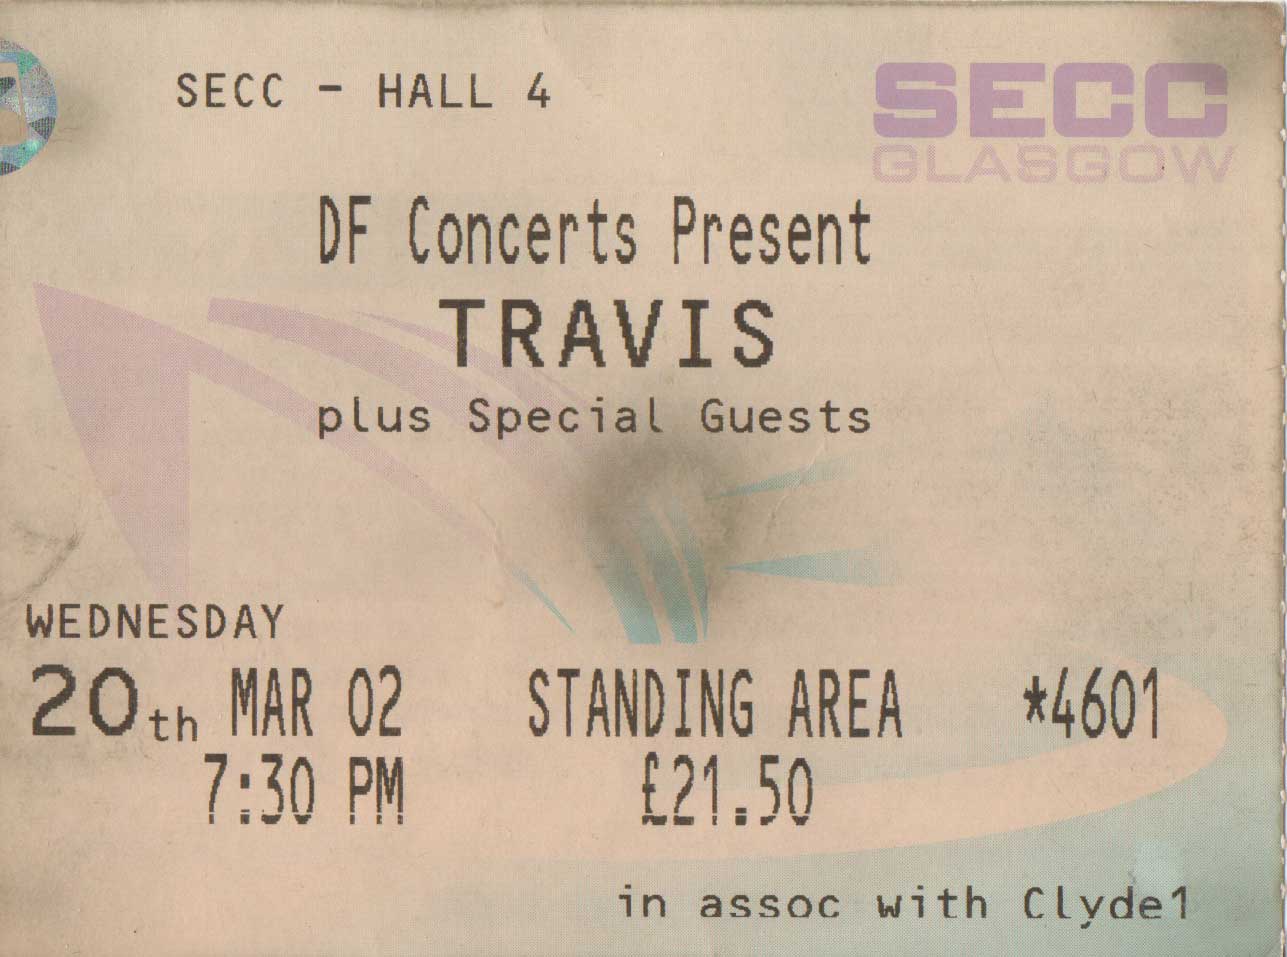 SECC - HALL 4
SECC
GLASGOW
DF Concerts Present
TRAVIS
plus Special Guests
WEDNESDAY
20th MAR 02 STANDING AREA *4601
7:30 PM £21.50
in assoc with Clyde1